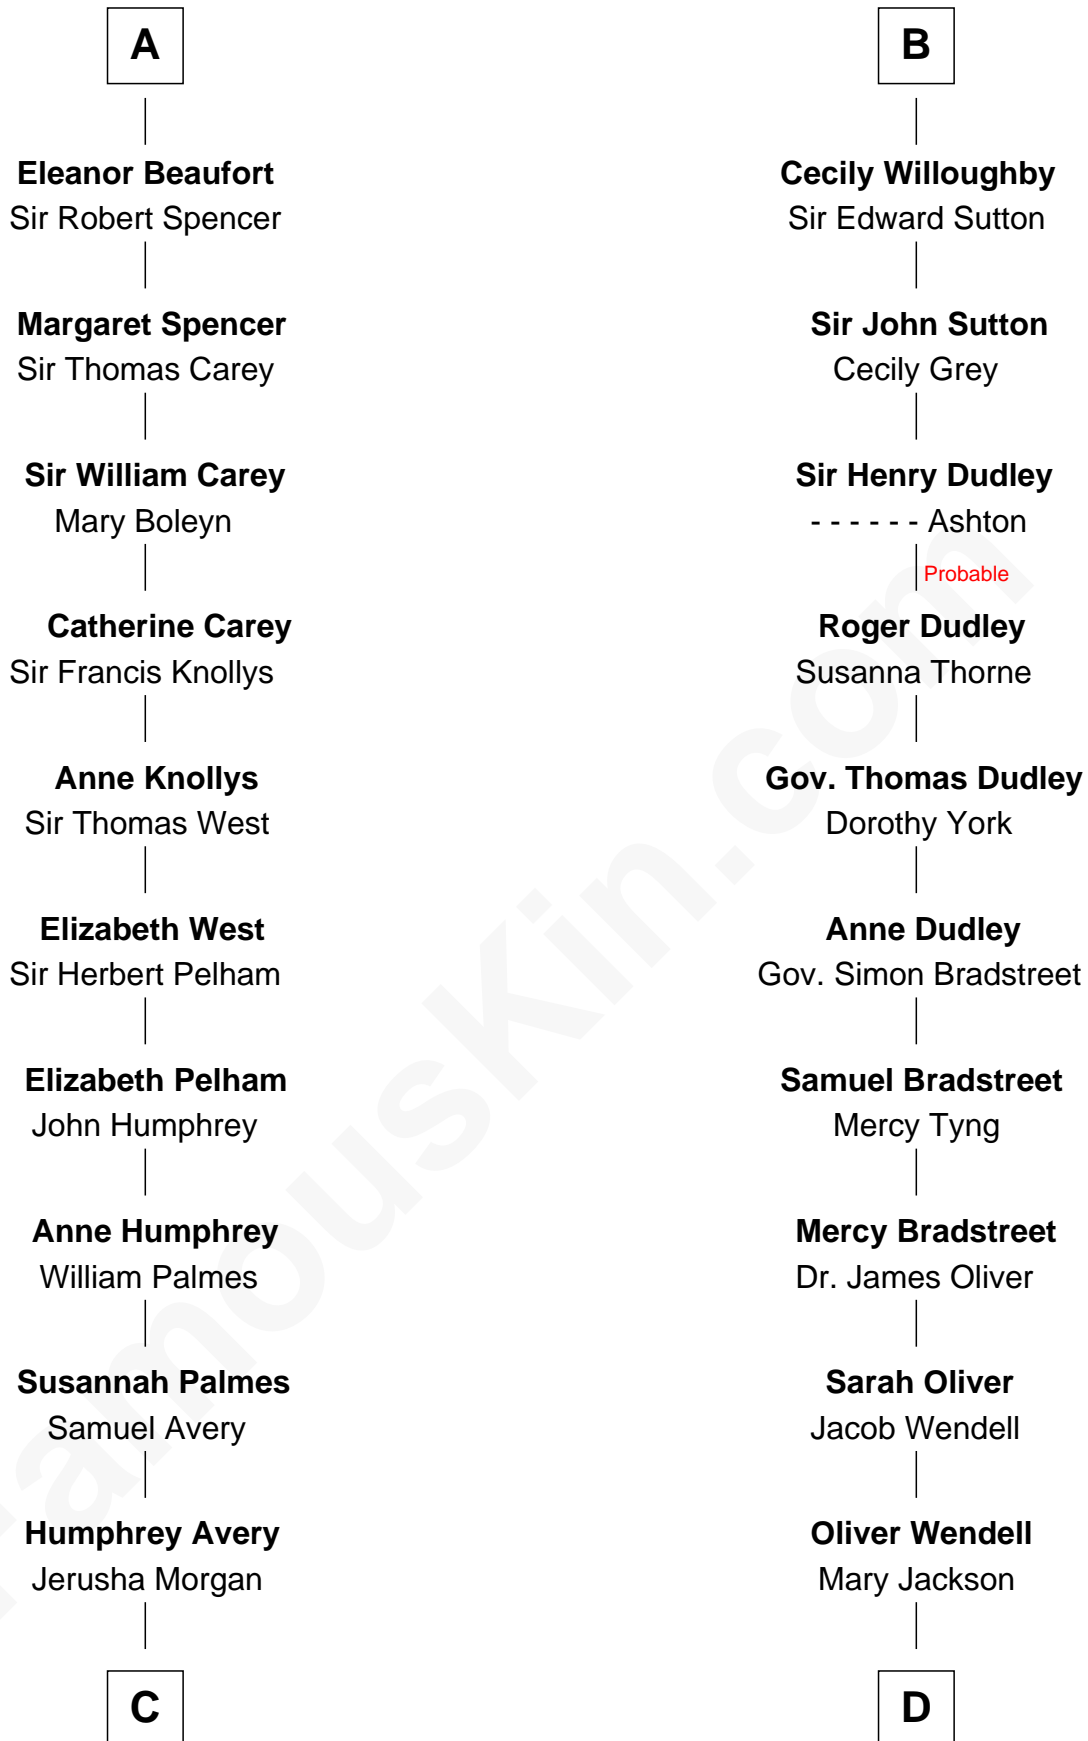 A
Eleanor Beaufort
Sir Robert Spencer
Margaret Spencer
Sir Thomas Carey
Sir William Carey
Mary Boleyn
Catherine Carey
Sir Francis Knollys
Anne Knollys
Sir Thomas West
Elizabeth West
Sir Herbert Pelham
Elizabeth Pelham
John Humphrey
Anne Humphrey
William Palmes
Susannah Palmes
Samuel Avery
Humphrey Avery
Jerusha Morgan
C
B
Cecily Willoughby
Sir Edward Sutton
Sir John Sutton
Cecily Grey
Sir Henry Dudley
- - - - - - Ashton
Probable
Roger Dudley
Susanna Thorne
Gov. Thomas Dudley
Dorothy York
Anne Dudley
Gov. Simon Bradstreet
Samuel Bradstreet
Mercy Tyng
Mercy Bradstreet
Dr. James Oliver
Sarah Oliver
Jacob Wendell
Oliver Wendell
Mary Jackson
D
FamousKin.com